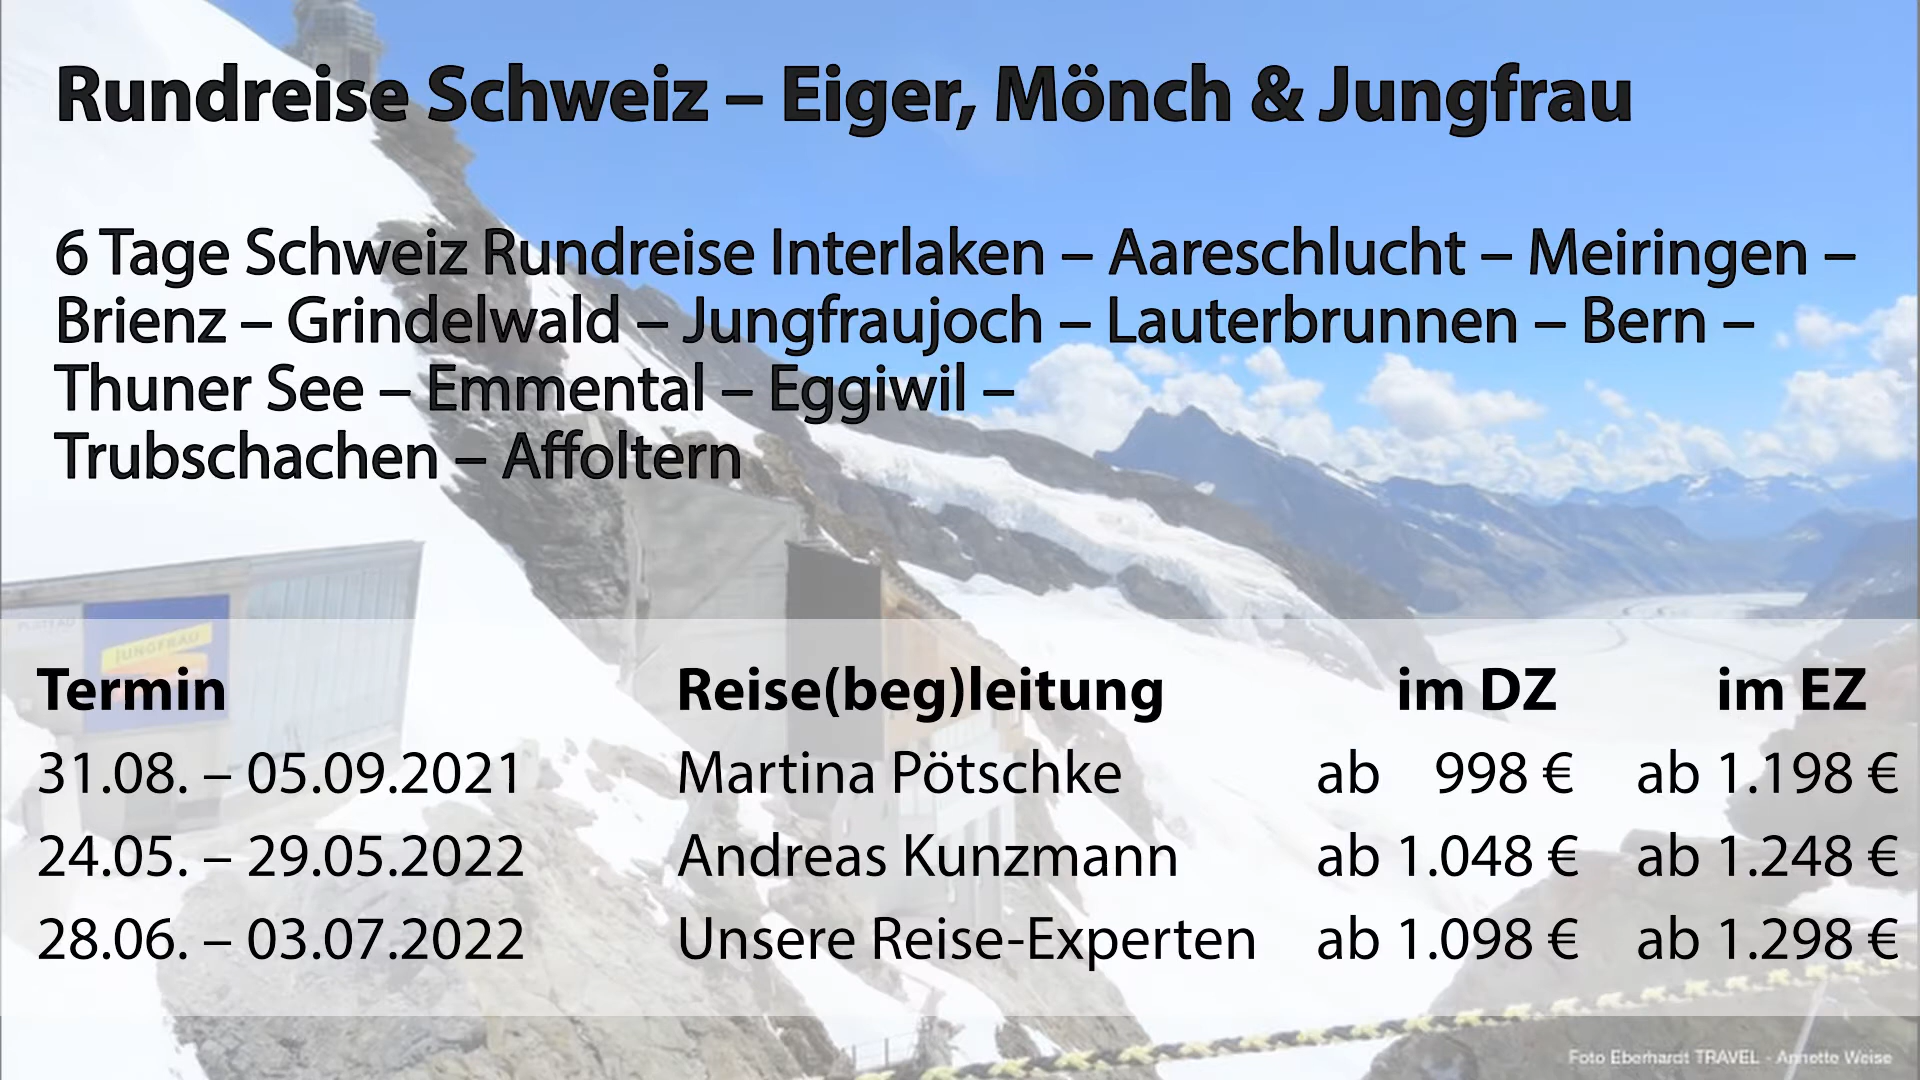 Rundreise Schweiz – Eiger, Mönch & Jungfrau
6 Tage Schweiz Rundreise Interlaken – Aareschlucht – Meiringen –
Brienz – Grindelwald – Jungfraujoch – Lauterbrunnen – Bern –
Thuner See – Emmental – Eggiwil –
Trubschachen – Affoltern
JUNGFRAU
Termin Reise(beg)leitung im DZ im EZ
31.08. – 05.09.2021 Martina Pötschke ab 998 € ab 1.198 €
24.05. – 29.05.2022 Andreas Kunzmann ab 1.048 € ab 1.248 €
28.06. – 03.07.2022 Unsere Reise-Experten ab 1.098 € ab 1.298 €
Foto Eberhardt TRAVEL - Annette Weise